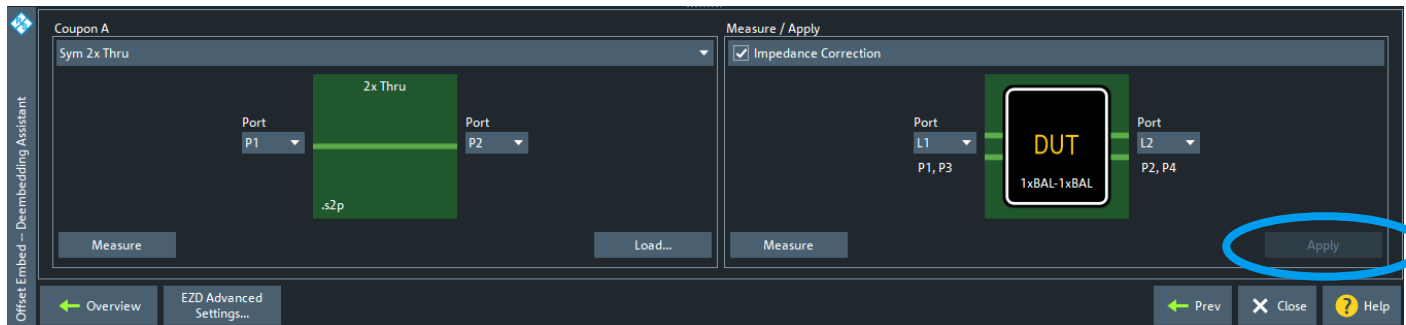 Offset Embed – Deembedding Assistant
Coupon A
Sym 2x Thru
2x Thru
Port
P1
Port
P2
.s2p
Measure
Load...
Measure / Apply
Impedance Correction
Port
L1
P1, P3
DUT
1xBAL-1xBAL
Port
L2
P2, P4
Measure
Apply
Overview
EZD Advanced
Settings...
Prev
Close
Help